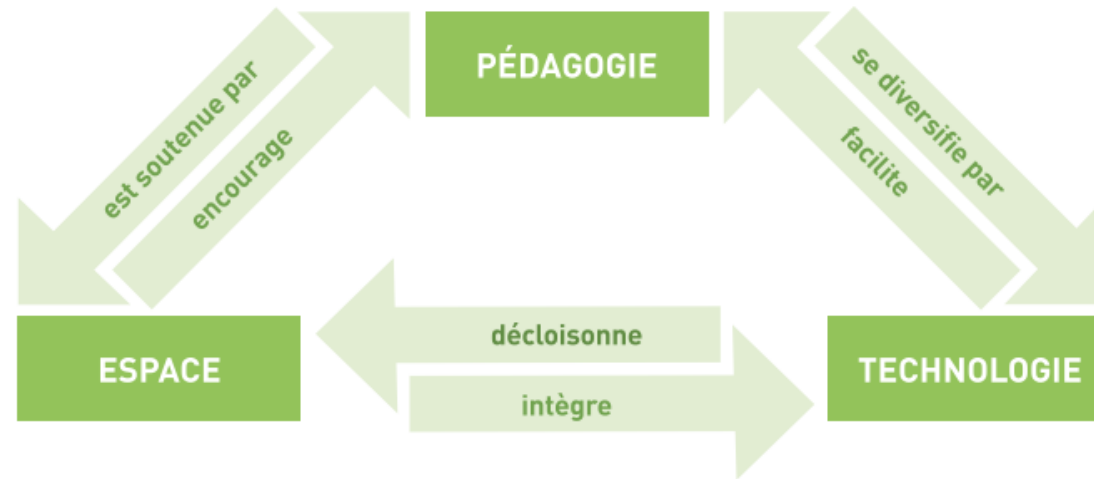 PÉDAGOGIE
est soutenue par
encourage
se diversifie par
facilite
décloisonne
intègre
ESPACE
TECHNOLOGIE